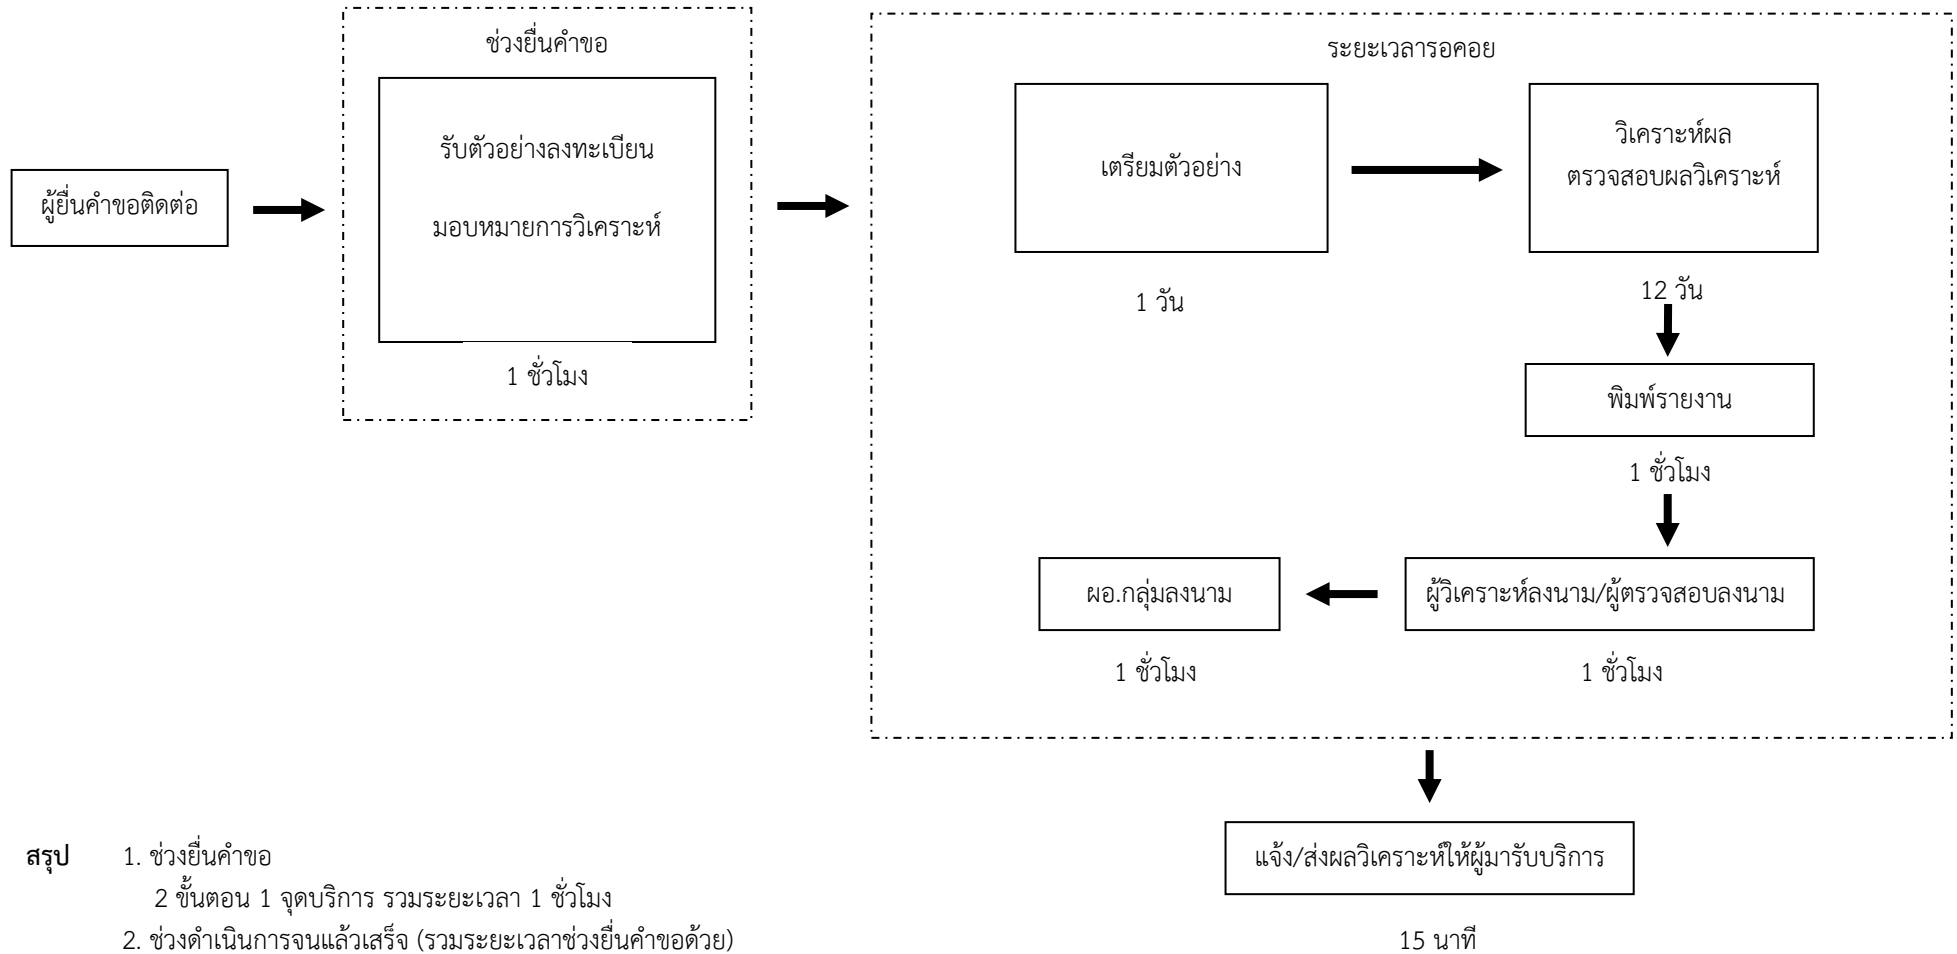 ช่วงยื่นคำขอ
รับตัวอย่างลงทะเบียน
มอบหมายการวิเคราะห์
1 ชั่วโมง
ผู้ยื่นคำขอติดต่อ
ระยะเวลารอคอย
เตรียมตัวอย่าง
1 วัน
วิเคราะห์ผล
ตรวจสอบผลวิเคราะห์
12 วัน
พิมพ์รายงาน
1 ชั่วโมง
ผู้วิเคราะห์ลงนาม/ผู้ตรวจสอบลงนาม
1 ชั่วโมง
ผอ.กลุ่มลงนาม
1 ชั่วโมง
แจ้ง/ส่งผลวิเคราะห์ให้ผู้มารับบริการ
15 นาที
สรุป 1. ช่วงยื่นคำขอ
2 ขั้นตอน 1 จุดบริการ รวมระยะเวลา 1 ชั่วโมง
2. ช่วงดำเนินการจนแล้วเสร็จ (รวมระยะเวลาช่วงยื่นคำขอด้วย)